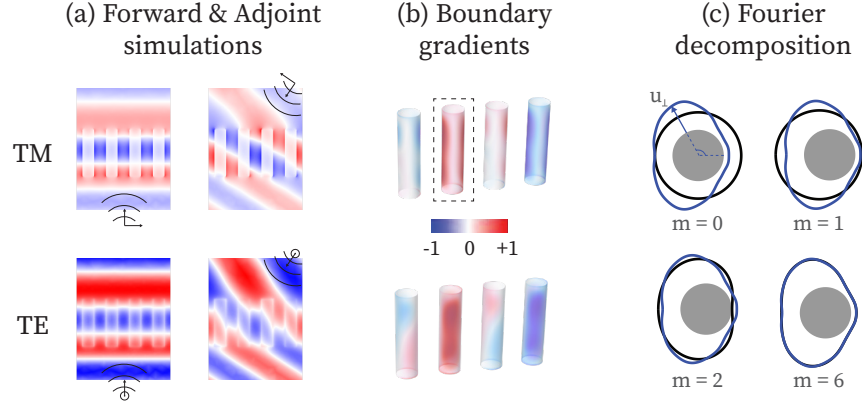 (a) Forward & Adjoint
simulations
(b) Boundary
gradients
(c) Fourier
decomposition
TM
u⊥
m = 0
m = 1
-1 0 +1
TE
m = 2
m = 6